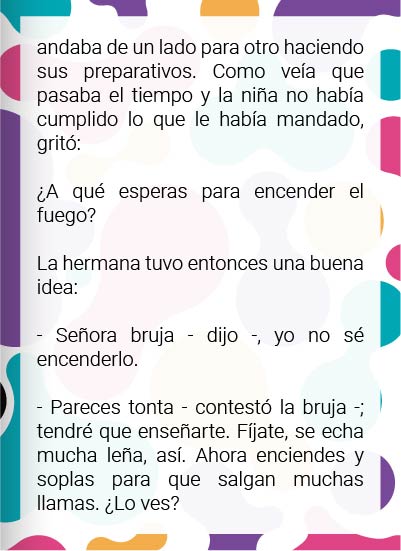 andaba de un lado para otro haciendo
sus preparativos. Como veía que
pasaba el tiempo y la niña no había
cumplido lo que le había mandado,
gritó:
¿A qué esperas para encender el
fuego?
La hermana tuvo entonces una buena
idea:
- Señora bruja - dijo -, yo no sé
encenderlo.
- Pareces tonta - contestó la bruja -;
tendré que enseñarte. Fíjate, se echa
mucha leña, así. Ahora enciendes y
soplas para que salgan muchas
llamas. ¿Lo ves?